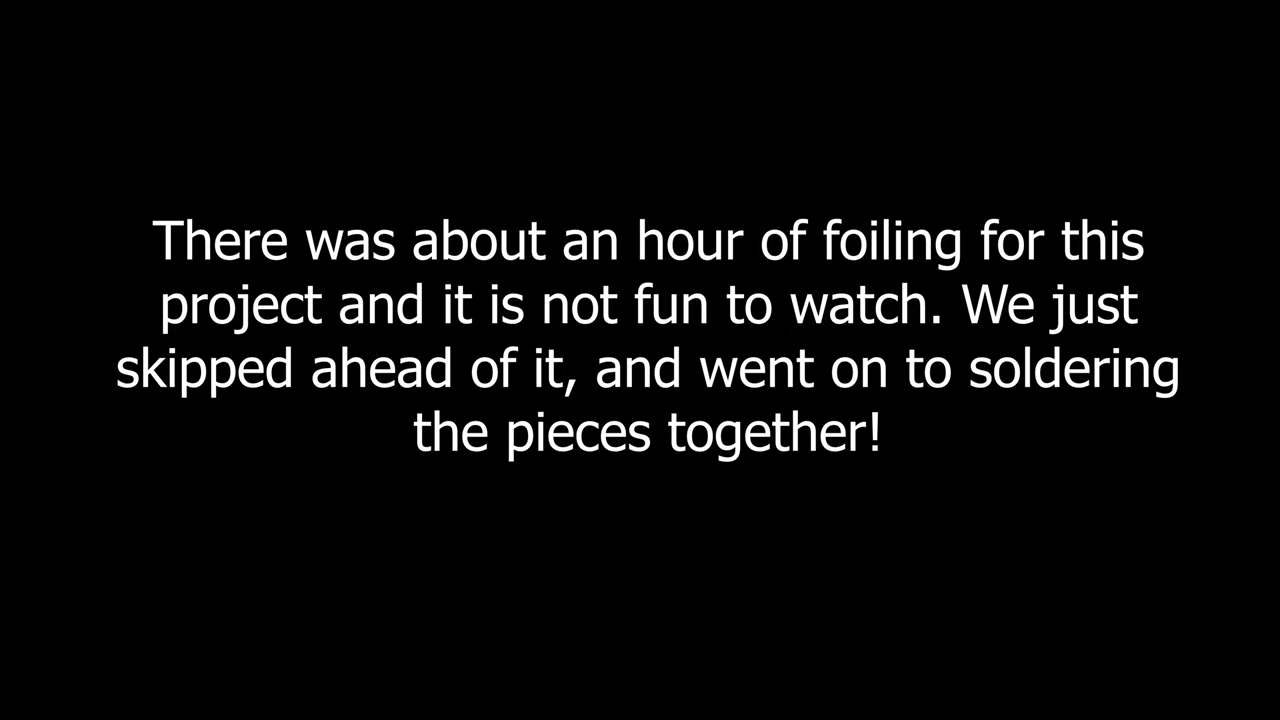 There was about an hour of foiling for this
project and it is not fun to watch. We just
skipped ahead of it, and went on to soldering
the pieces together!